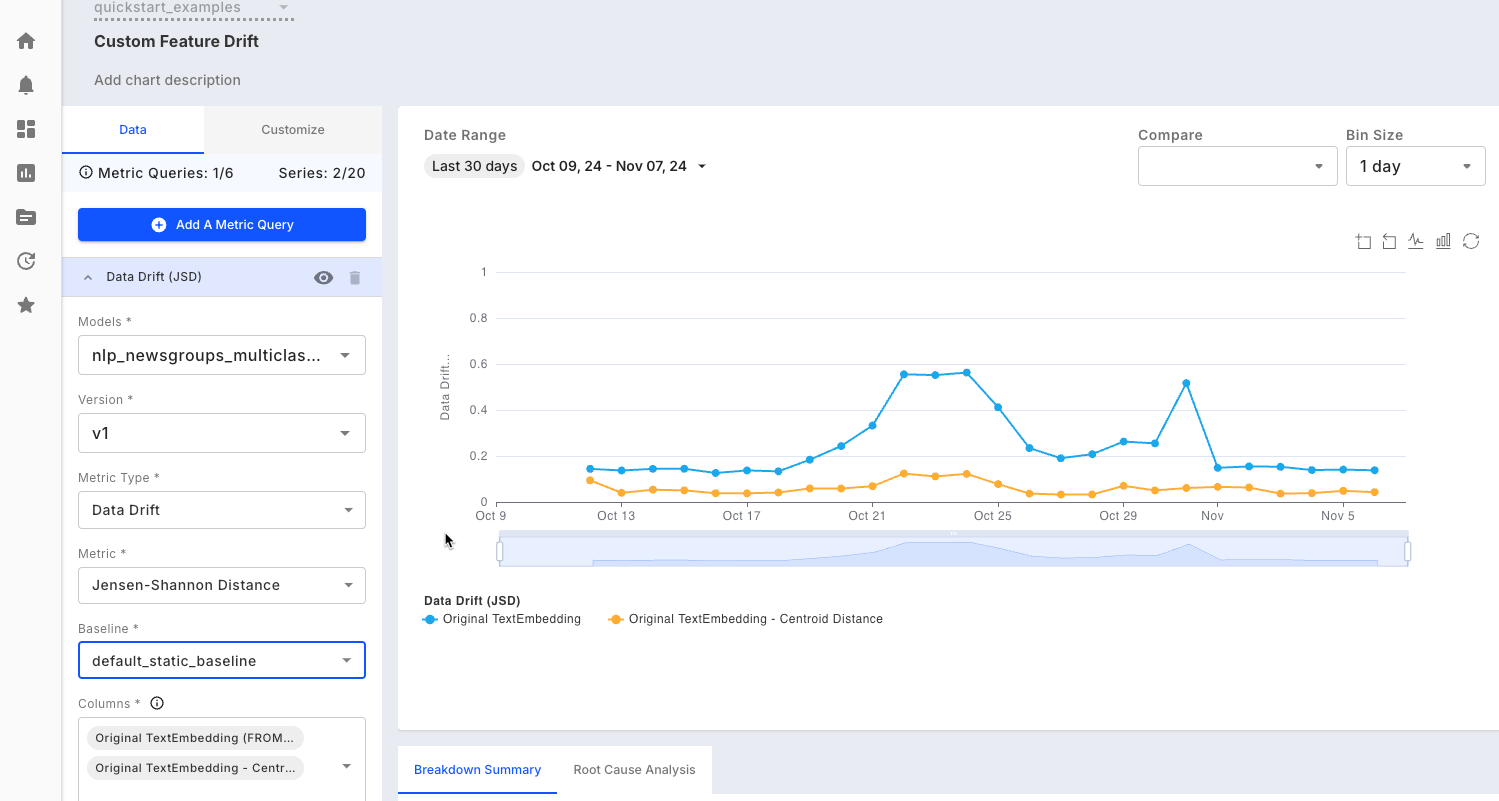 quickstart_examples
Custom Feature Drift
Add chart description
Data
Customize
Metric Queries: 1/6
Series: 2/20
Add A Metric Query
Data Drift (JSD)
Models *
nlp_newsgroups_multiclas...
Version *
v1
Metric Type *
Data Drift
Metric *
Jensen-Shannon Distance
Baseline *
default_static_baseline
Columns *
Original TextEmbedding (FROM...
Original TextEmbedding - Centr...
Date Range
Last 30 days
Oct 09, 24 - Nov 07, 24
Compare
Bin Size
1 day
Data Drift...
1
0.8
0.6
0.4
0.2
0
Oct 9
Oct 13
Oct 17
Oct 21
Oct 25
Oct 29
Nov
Nov 5
Data Drift (JSD)
Original TextEmbedding
Original TextEmbedding - Centroid Distance
Breakdown Summary
Root Cause Analysis